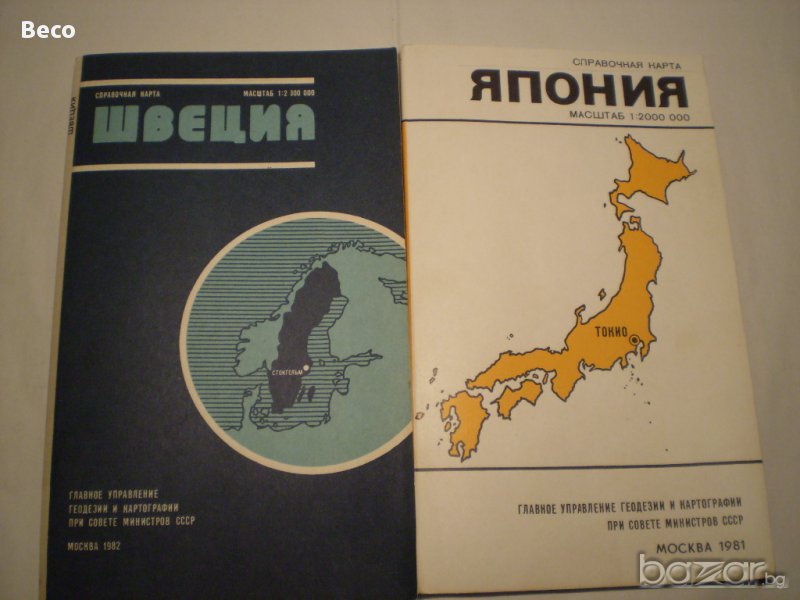 Beco
СПРАВОЧНАЯ КАРТА
МАСШТАБ 1:2 300 000
ШВЕЦИЯ
СТОКГОЛЬМ
ГЛАВНОЕ УПРАВЛЕНИЕ
ГЕОДЕЗИИ И КАРТОГРАФИИ
ПРИ СОВЕТЕ МИНИСТРОВ СССР
МОСКВА 1982
СПРАВОЧНАЯ КАРТА
ЯПОНИЯ
МАСШТАБ 1:2000 000
ТОКИО
ГЛАВНОЕ УПРАВЛЕНИЕ ГЕОДЕЗИИ И КАРТОГРАФИИ
ПРИ СОВЕТЕ МИНИСТРОВ СССР
МОСКВА 1981
bazar.bg